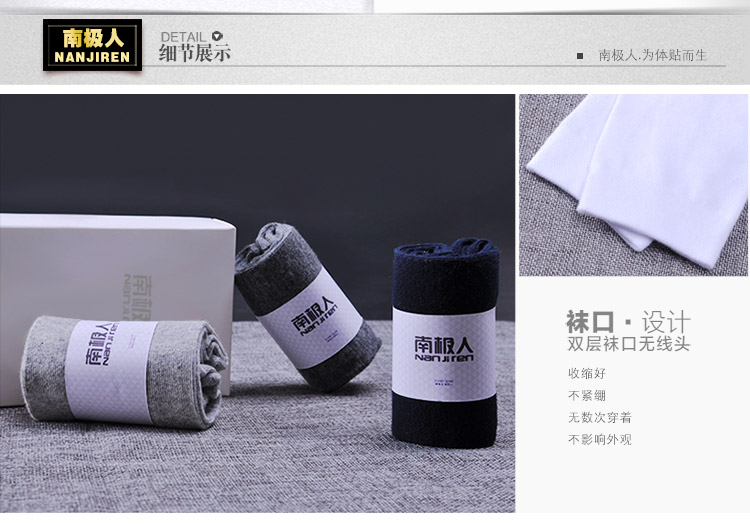 南极人
NANJIREN
DETAIL
细节展示
南极人.为体贴而生
南极人
Nanjiren
南极人
Nanjiren
南极人
Nanjiren
南极人
Nanjiren
袜口·设计
双层袜口无线头
收缩好
不紧绷
无数次穿着
不影响外观